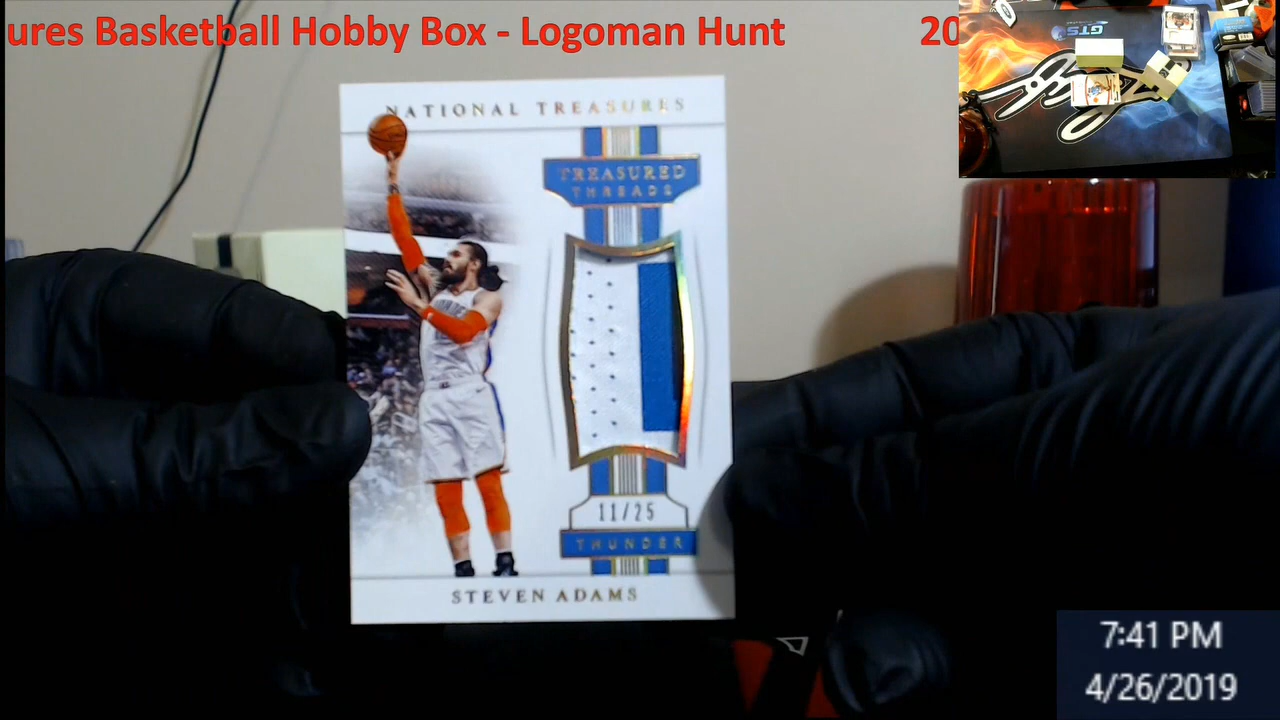 ures Basketball Hobby Box - Logoman Hunt 20
GTS
NATIONAL TREASURES
TREASURED
THREADS
11/25
THUNDER
STEVEN ADAMS
7:41 PM
4/26/2019